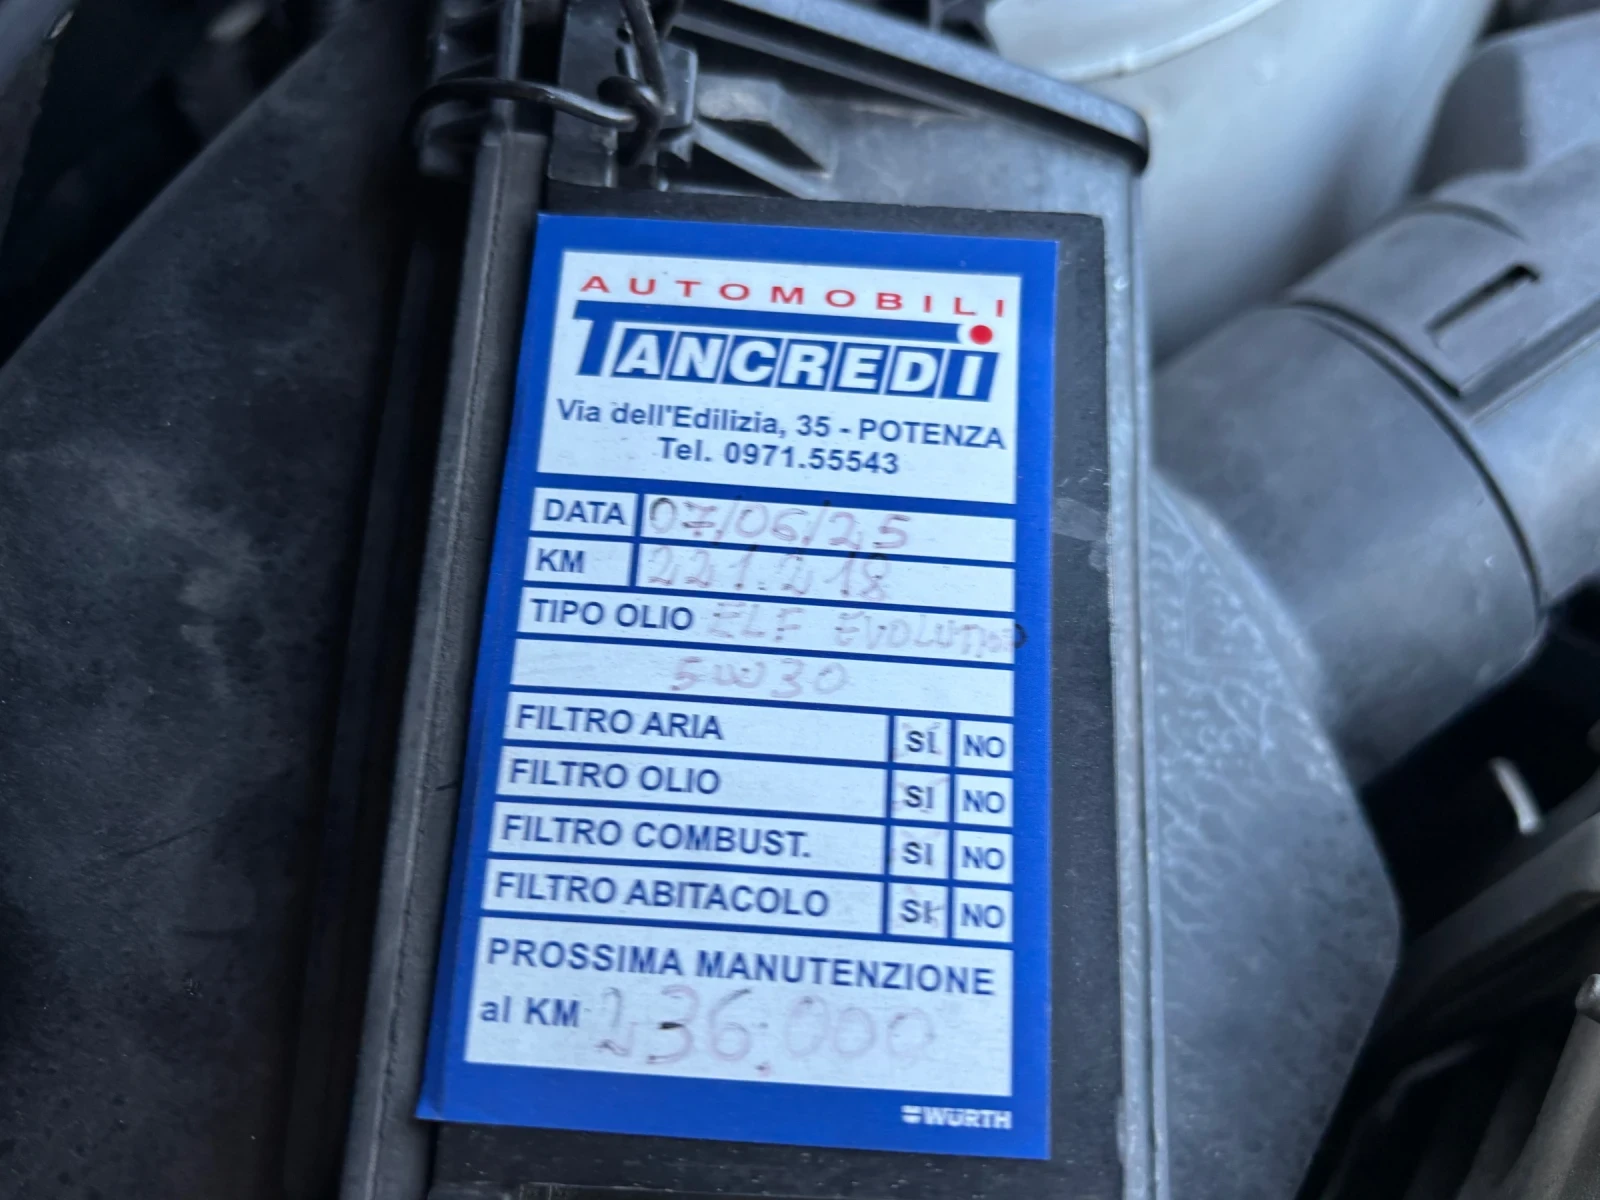 AUTOMOBILI
TANCREDI
Via dell'Edilizia, 35 - POTENZA
Tel. 0971.55543
DATA 07/06/25
KM 221.218
TIPO OLIO ELF EVOLUTION
5W30
FILTRO ARIA SÍ NO
FILTRO OLIO SI NO
FILTRO COMBUST. SI NO
FILTRO ABITACOLO SI NO
PROSSIMA MANUTENZIONE
al KM 236.000
WÜRTH